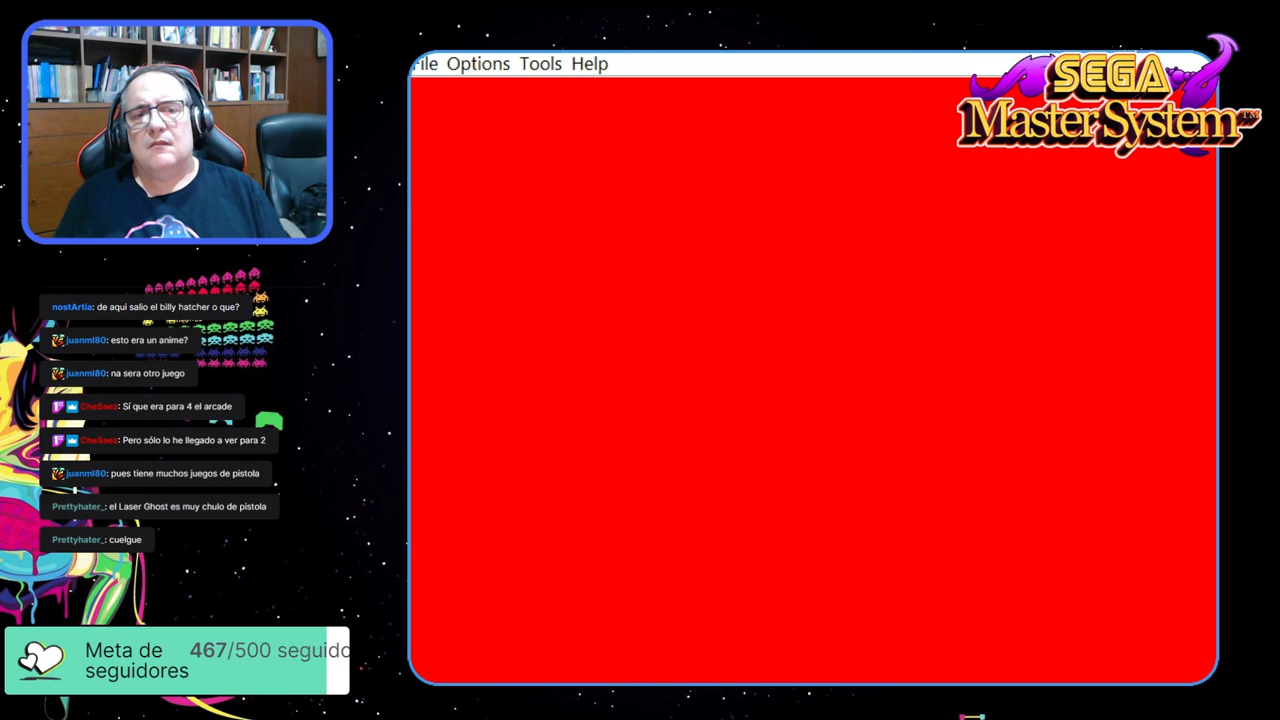 File Options Tools Help
SEGA
Master System™
nostArtia: de aqui salio el billy hatcher o que?
juanml80: esto era un anime?
juanml80: na sera otro juego
CheSaez: Sí que era para 4 el arcade
CheSaez: Pero sólo lo he llegado a ver para 2
juanml80: pues tiene muchos juegos de pistola
Prettyhater_: el Laser Ghost es muy chulo de pistola
Prettyhater_: cuelgue
Meta de seguidores 467/500 seguido